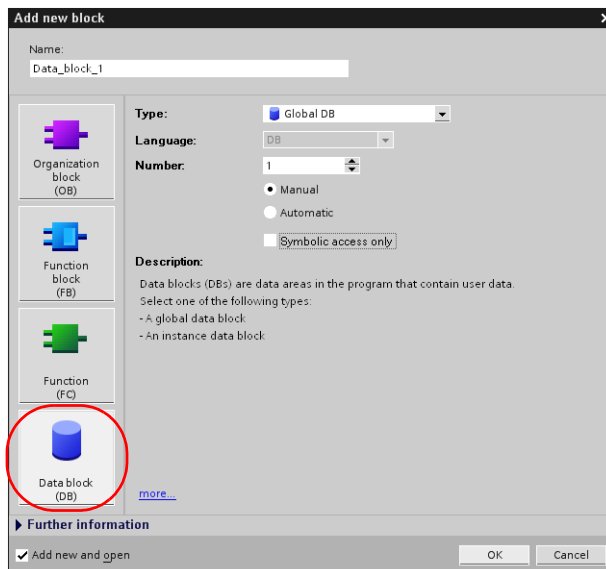 Add new block
Name:
Data_block_1
Organization
block
(OB)
Function
block
(FB)
Function
(FC)
Data block
(DB)
Type:
Global DB
Language:
DB
Number:
1
Manual
Automatic
Symbolic access only
Description:
Data blocks (DBs) are data areas in the program that contain user data.
Select one of the following types:
- A global data block
- An instance data block
more...
Further information
Add new and open
OK
Cancel